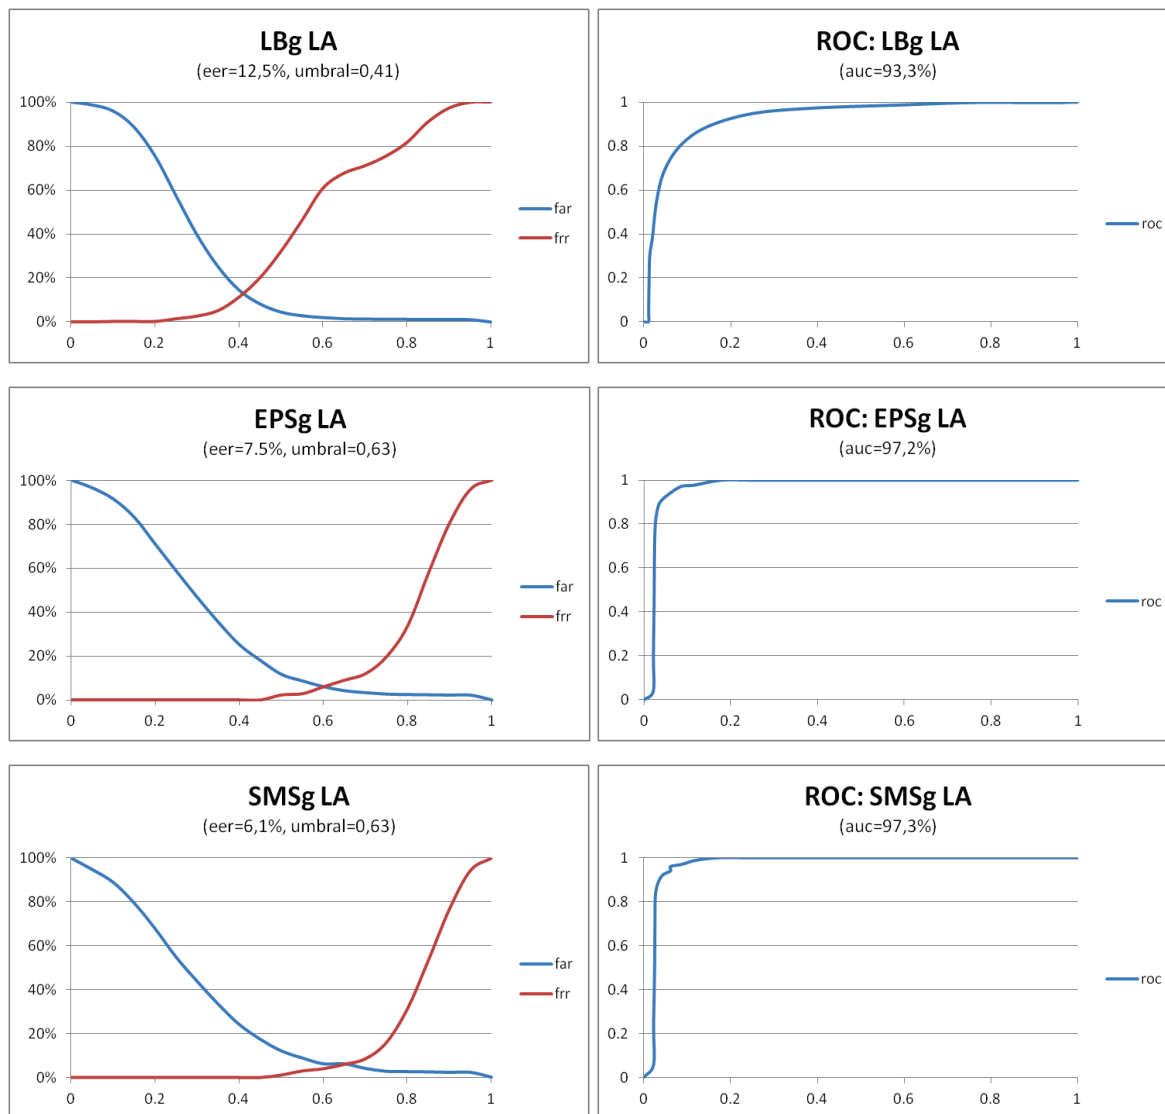 LBg LA
(eer=12,5%, umbral=0,41)
100%
80%
60%
40%
20%
0%
0 0.2 0.4 0.6 0.8 1
far
frr
ROC: LBg LA
(auc=93,3%)
1
0.8
0.6
0.4
0.2
0
0 0.2 0.4 0.6 0.8 1
roc
EPSg LA
(eer=7.5%, umbral=0,63)
100%
80%
60%
40%
20%
0%
0 0.2 0.4 0.6 0.8 1
far
frr
ROC: EPSg LA
(auc=97,2%)
1
0.8
0.6
0.4
0.2
0
0 0.2 0.4 0.6 0.8 1
roc
SMSg LA
(eer=6,1%, umbral=0,63)
100%
80%
60%
40%
20%
0%
0 0.2 0.4 0.6 0.8 1
far
frr
ROC: SMSg LA
(auc=97,3%)
1
0.8
0.6
0.4
0.2
0
0 0.2 0.4 0.6 0.8 1
roc